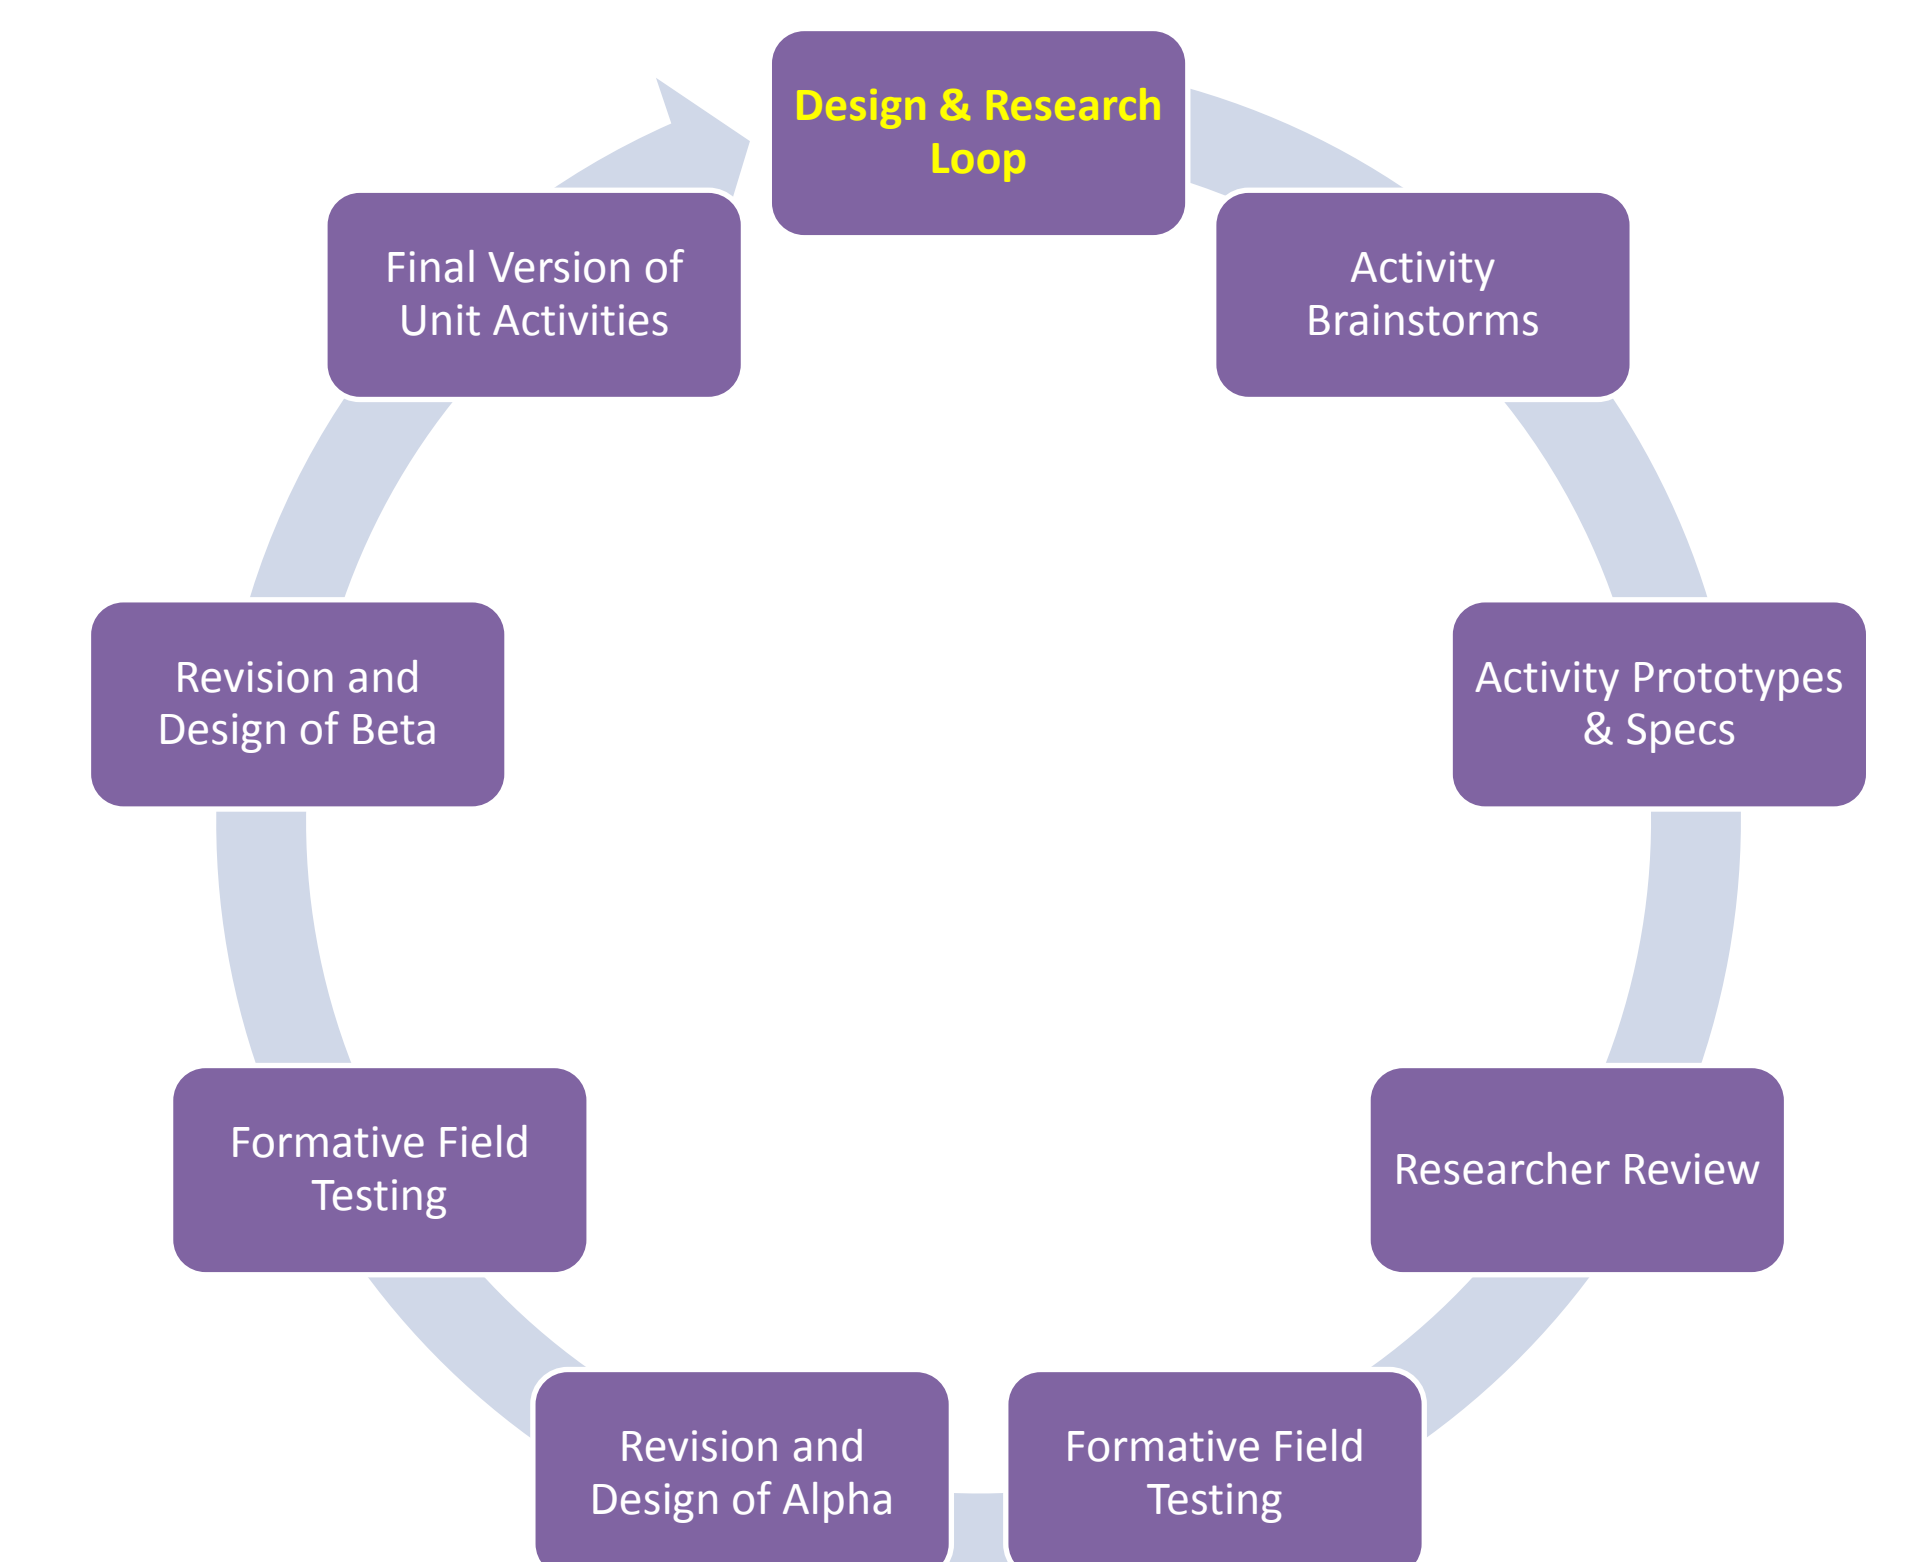 Design & Research
Loop
Activity
Brainstorms
Activity Prototypes
& Specs
Researcher Review
Formative Field
Testing
Revision and
Design of Alpha
Formative Field
Testing
Revision and
Design of Beta
Final Version of
Unit Activities